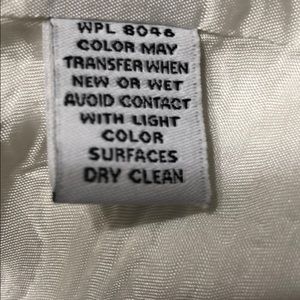 WPL 8046
COLOR MAY
TRANSFER WHEN
NEW OR WET
AVOID CONTACT
WITH LIGHT
COLOR
SURFACES
DRY CLEAN